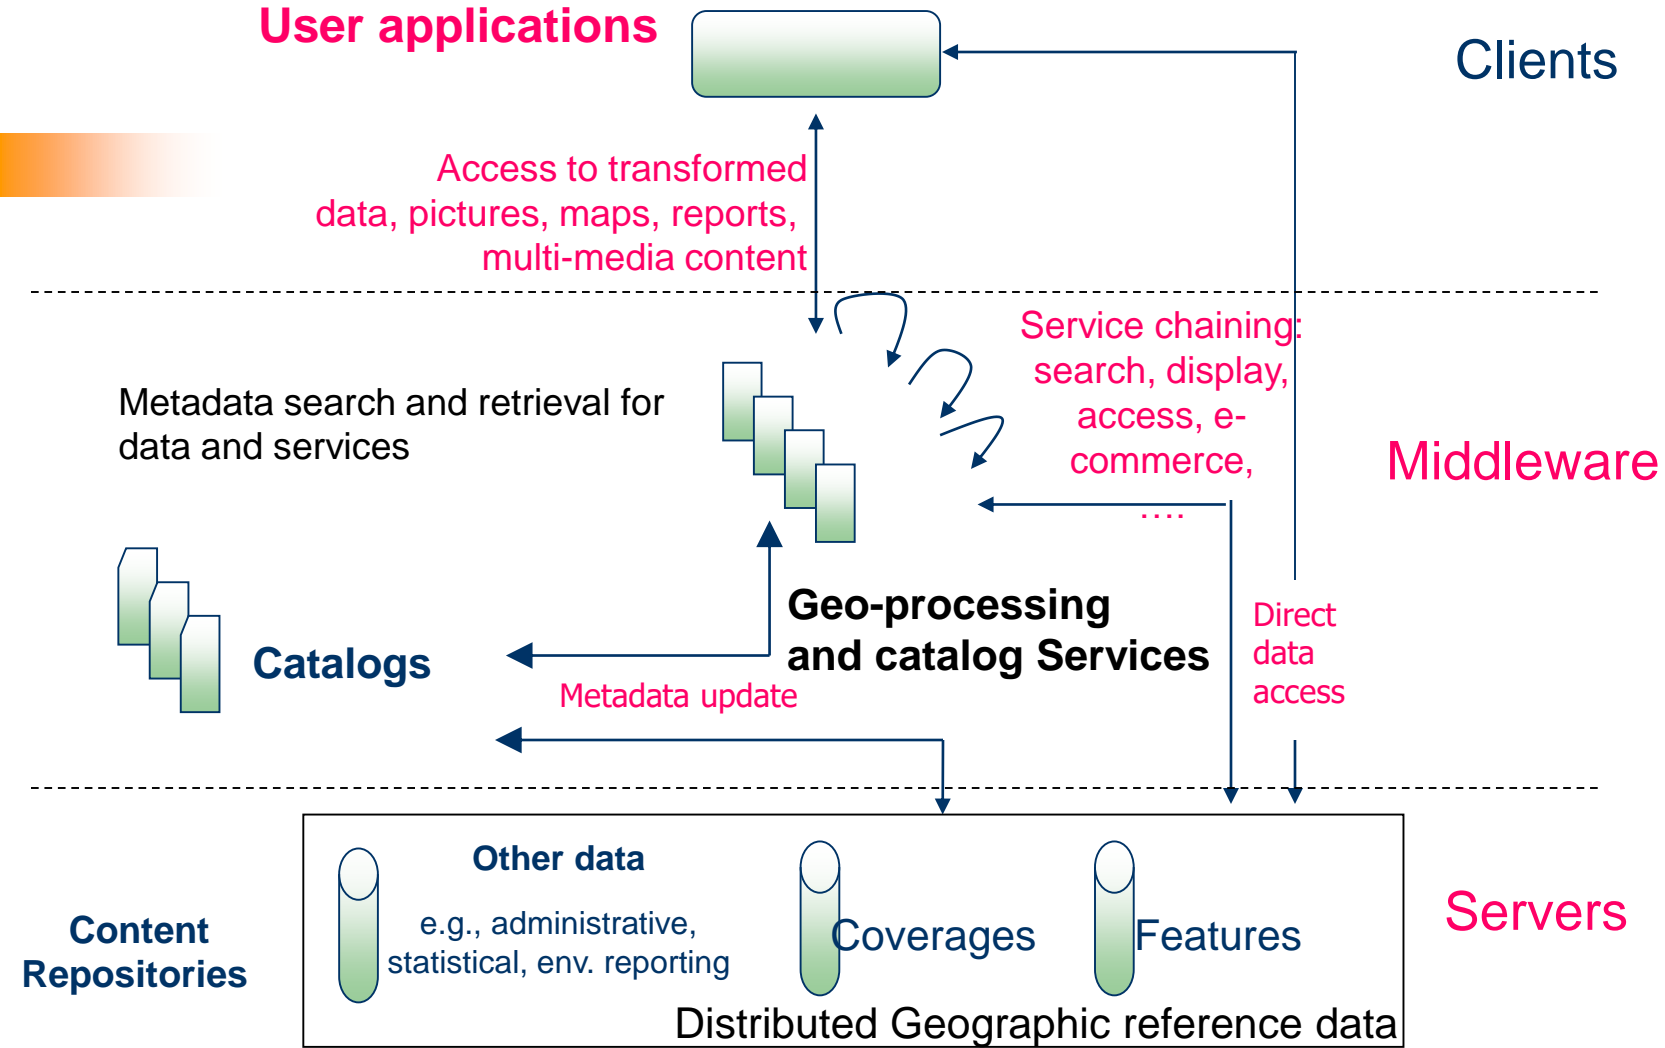 User applications
Clients
Access to transformed
data, pictures, maps, reports,
multi-media content
Service chaining:
search, display,
access, e-
commerce,
....
Metadata search and retrieval for
data and services
Middleware
Geo-processing
and catalog Services
Catalogs
Metadata update
Direct
data
access
Content
Repositories
Other data
e.g., administrative,
statistical, env. reporting
Coverages
Features
Servers
Distributed Geographic reference data